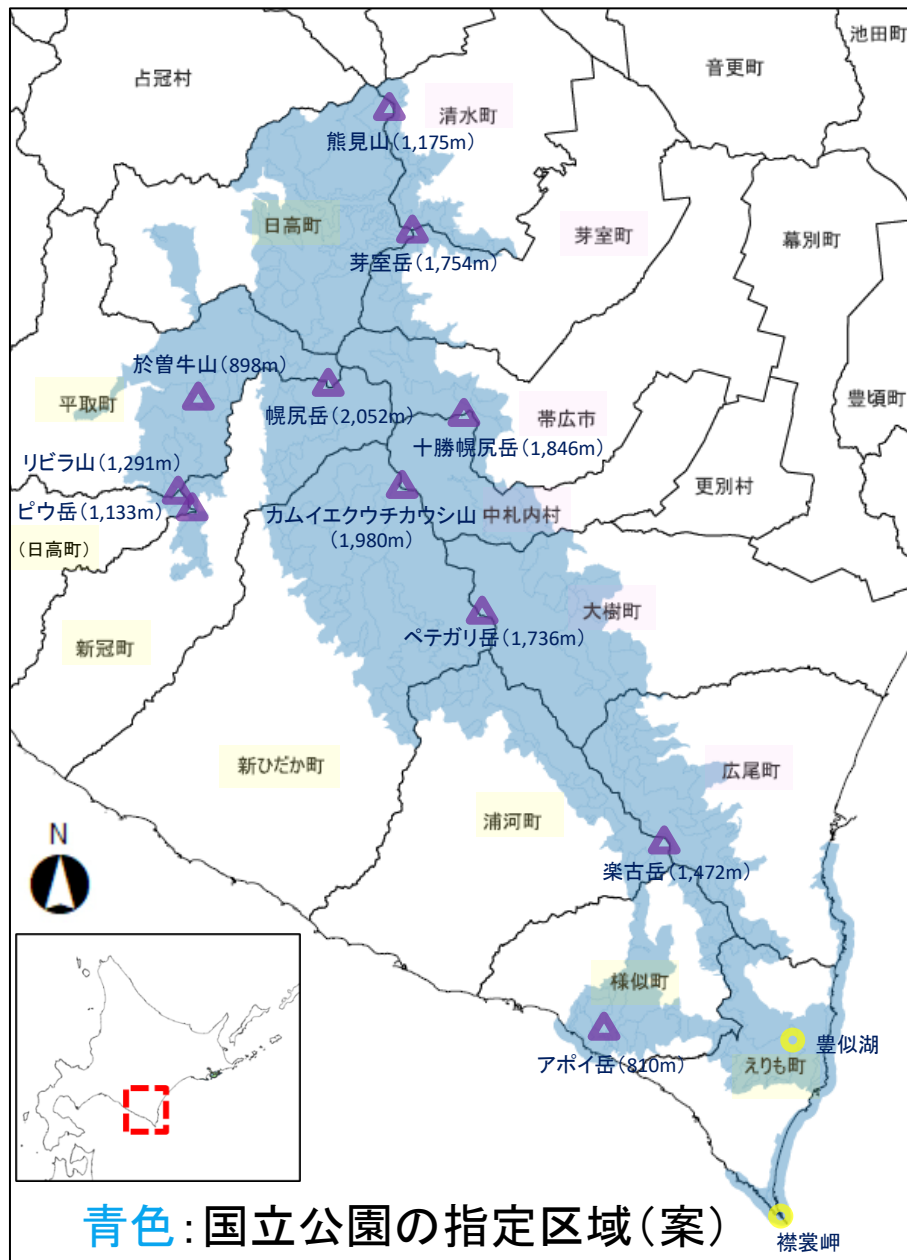 池田町
音更町
占冠村
清水町
熊見山(1,175m)
日高町
芽室町
幕別町
芽室岳(1,754m)
於曽牛山(898m)
平取町
幌尻岳(2,052m)
豊頃町
帯広市
十勝幌尻岳(1,846m)
リビラ山(1,291m)
更別村
ピウ岳(1,133m)
カムイエクウチカウシ山
(1,980m)
中札内村
(日高町)
大樹町
ペテガリ岳(1,736m)
新冠町
新ひだか町
広尾町
浦河町
N
楽古岳(1,472m)
様似町
豊似湖
アポイ岳(810m)
えりも町
青色:国立公園の指定区域(案)
襟裳岬